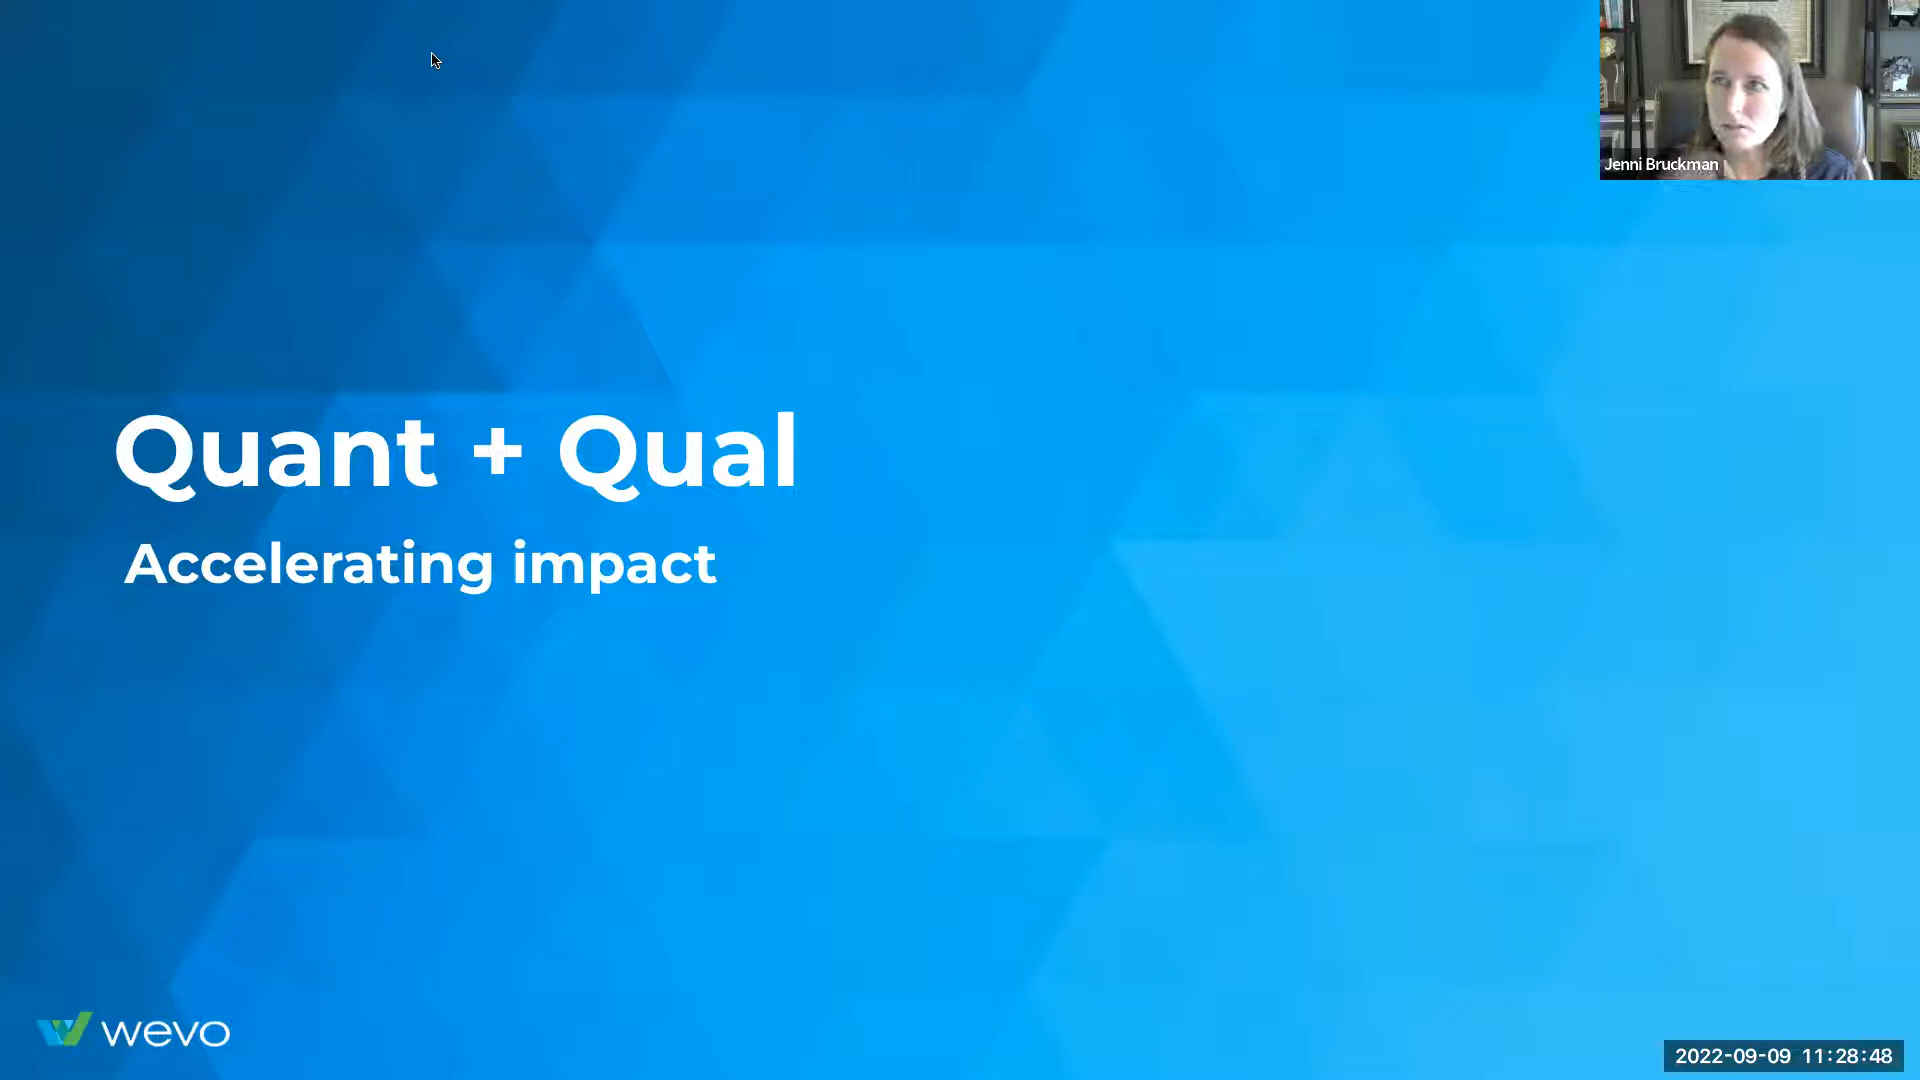 Jenni Bruckman
Quant + Qual
Accelerating impact
wevo
2022-09-09 11:28:48